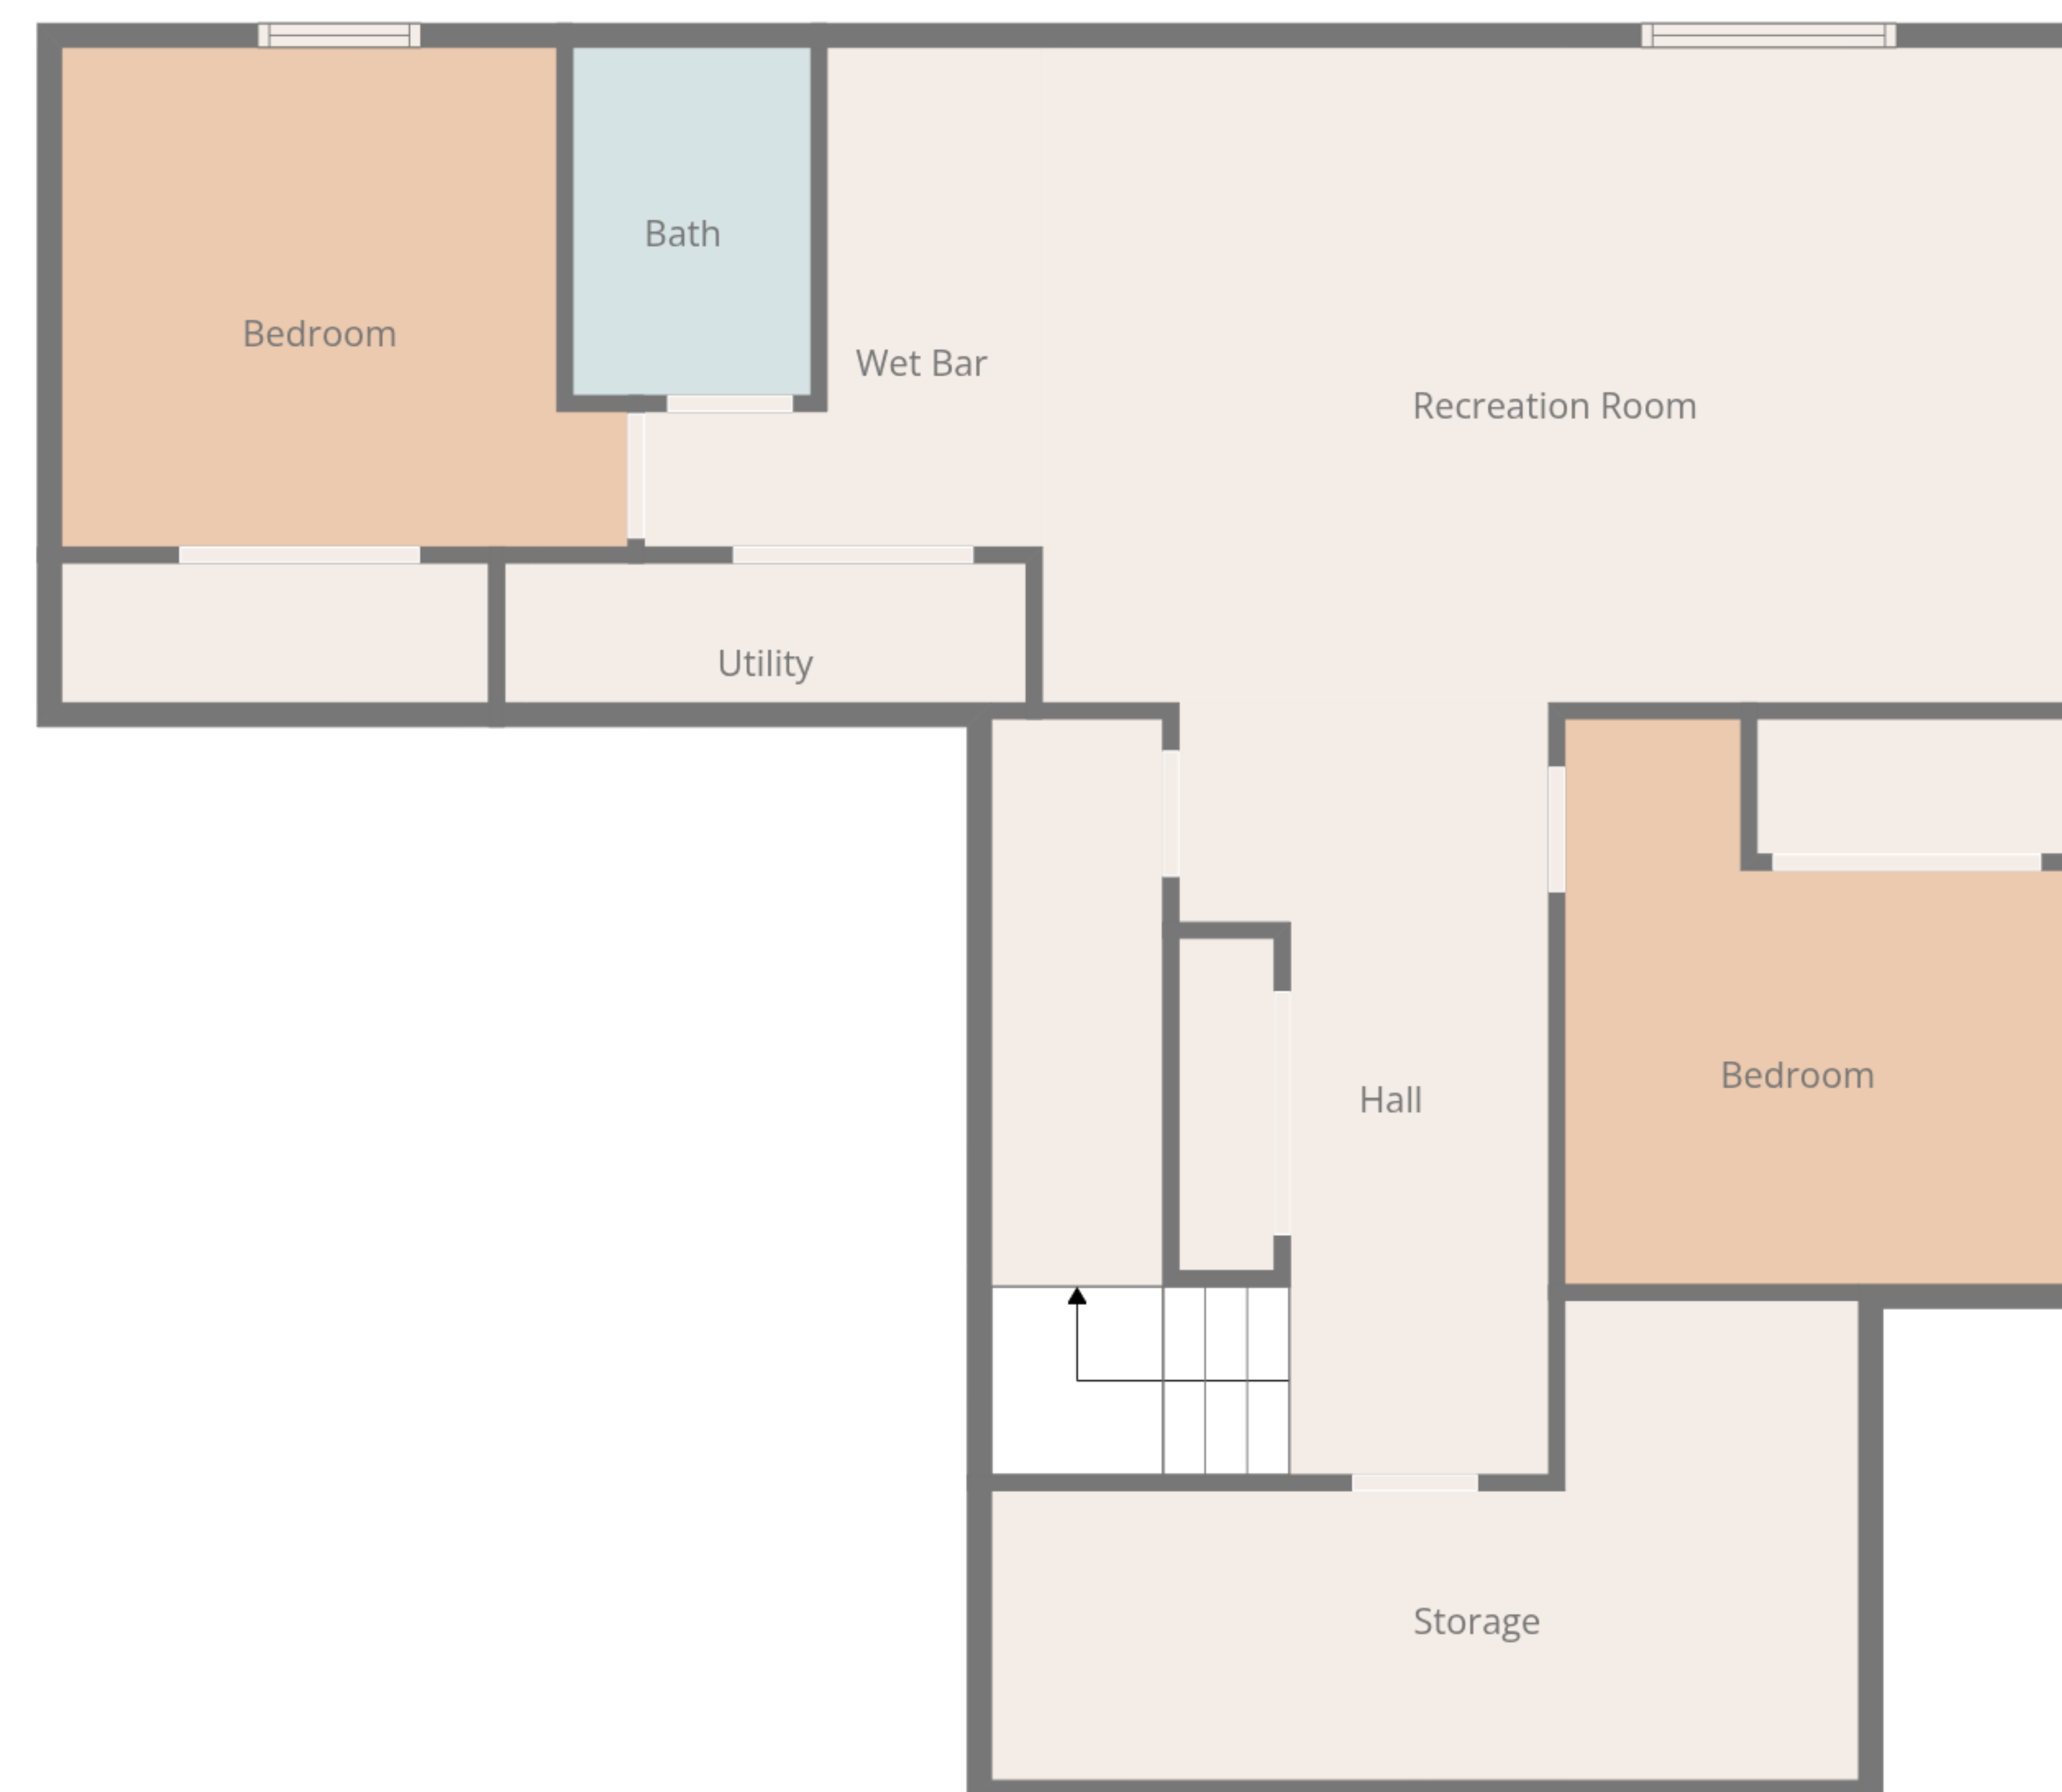 Bath
Bedroom
Wet Bar
Recreation Room
Utility
Bedroom
Hall
Storage